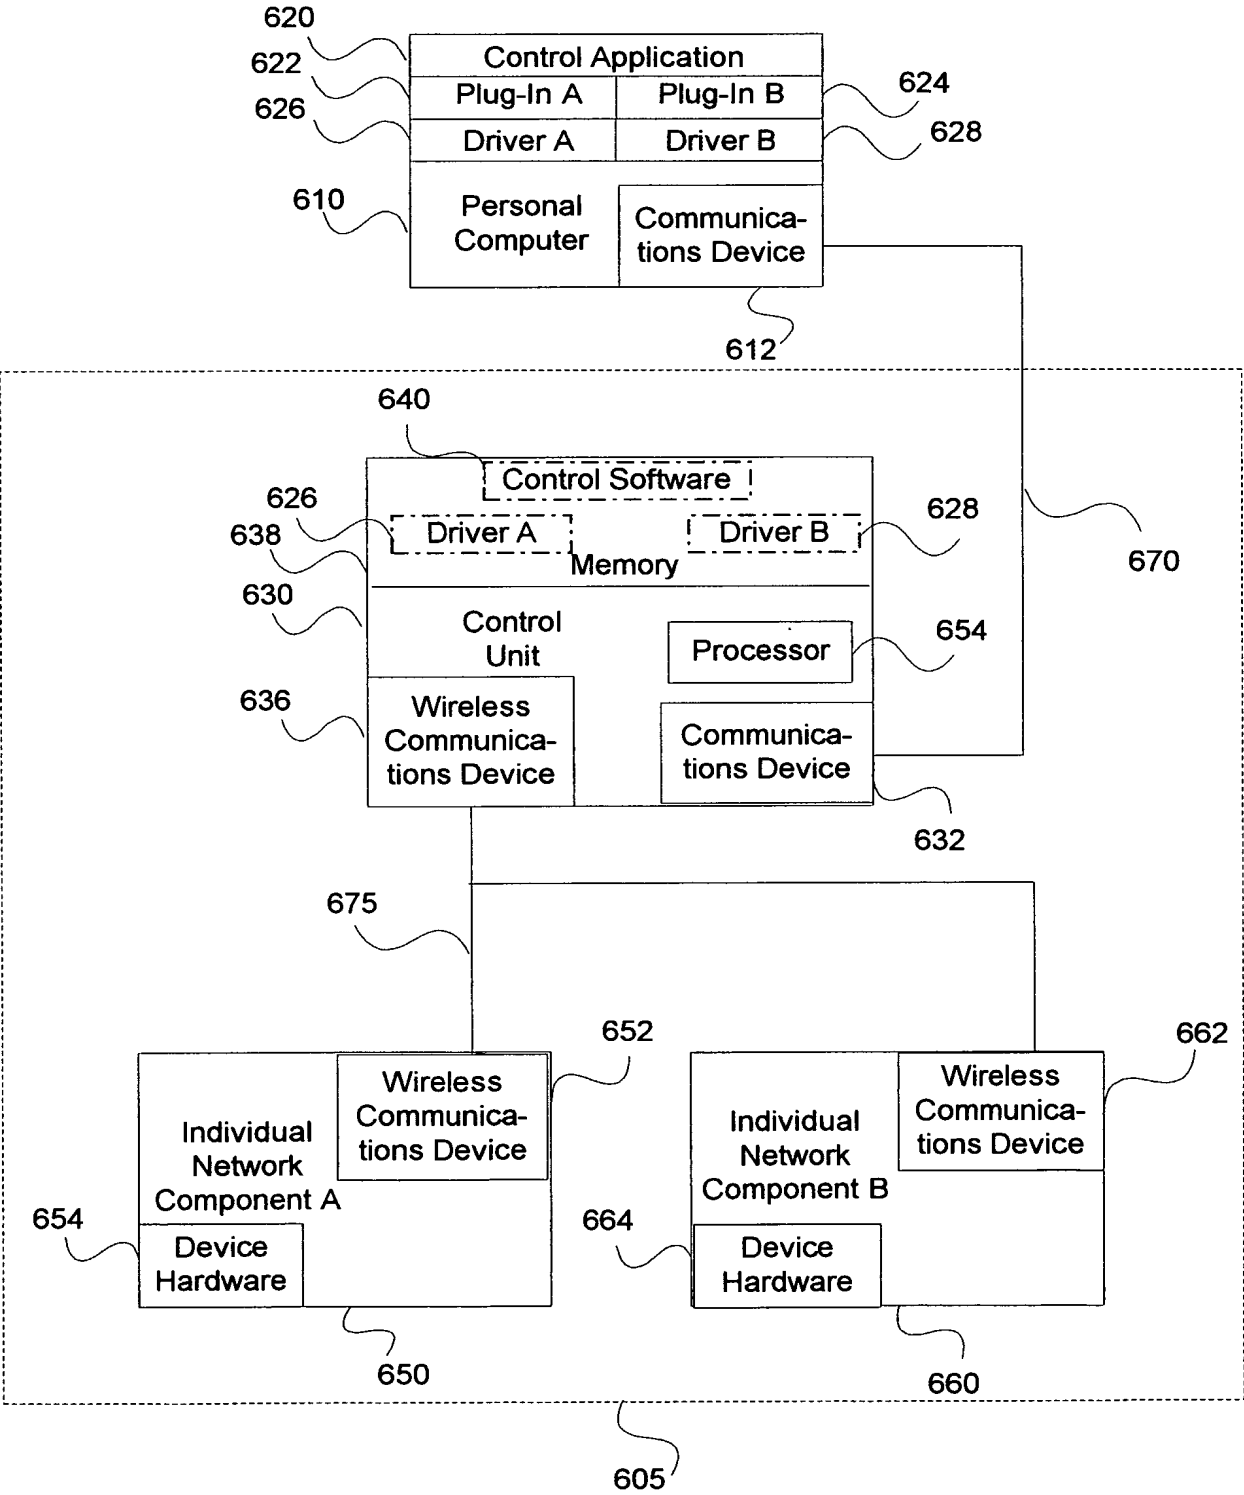 620
Control Application
622
Plug-In A
Plug-In B
624
626
Driver A
Driver B
628
610
Personal
Computer
Communica-
tions Device
612
640
Control Software
626
Driver A
Driver B
628
638
Memory
670
630
Control
Unit
Processor
654
636
Wireless
Communica-
tions Device
Communica-
tions Device
632
675
652
Wireless
Communica-
tions Device
Individual
Network
Component A
654
Device
Hardware
650
662
Wireless
Communica-
tions Device
Individual
Network
Component B
664
Device
Hardware
660
605